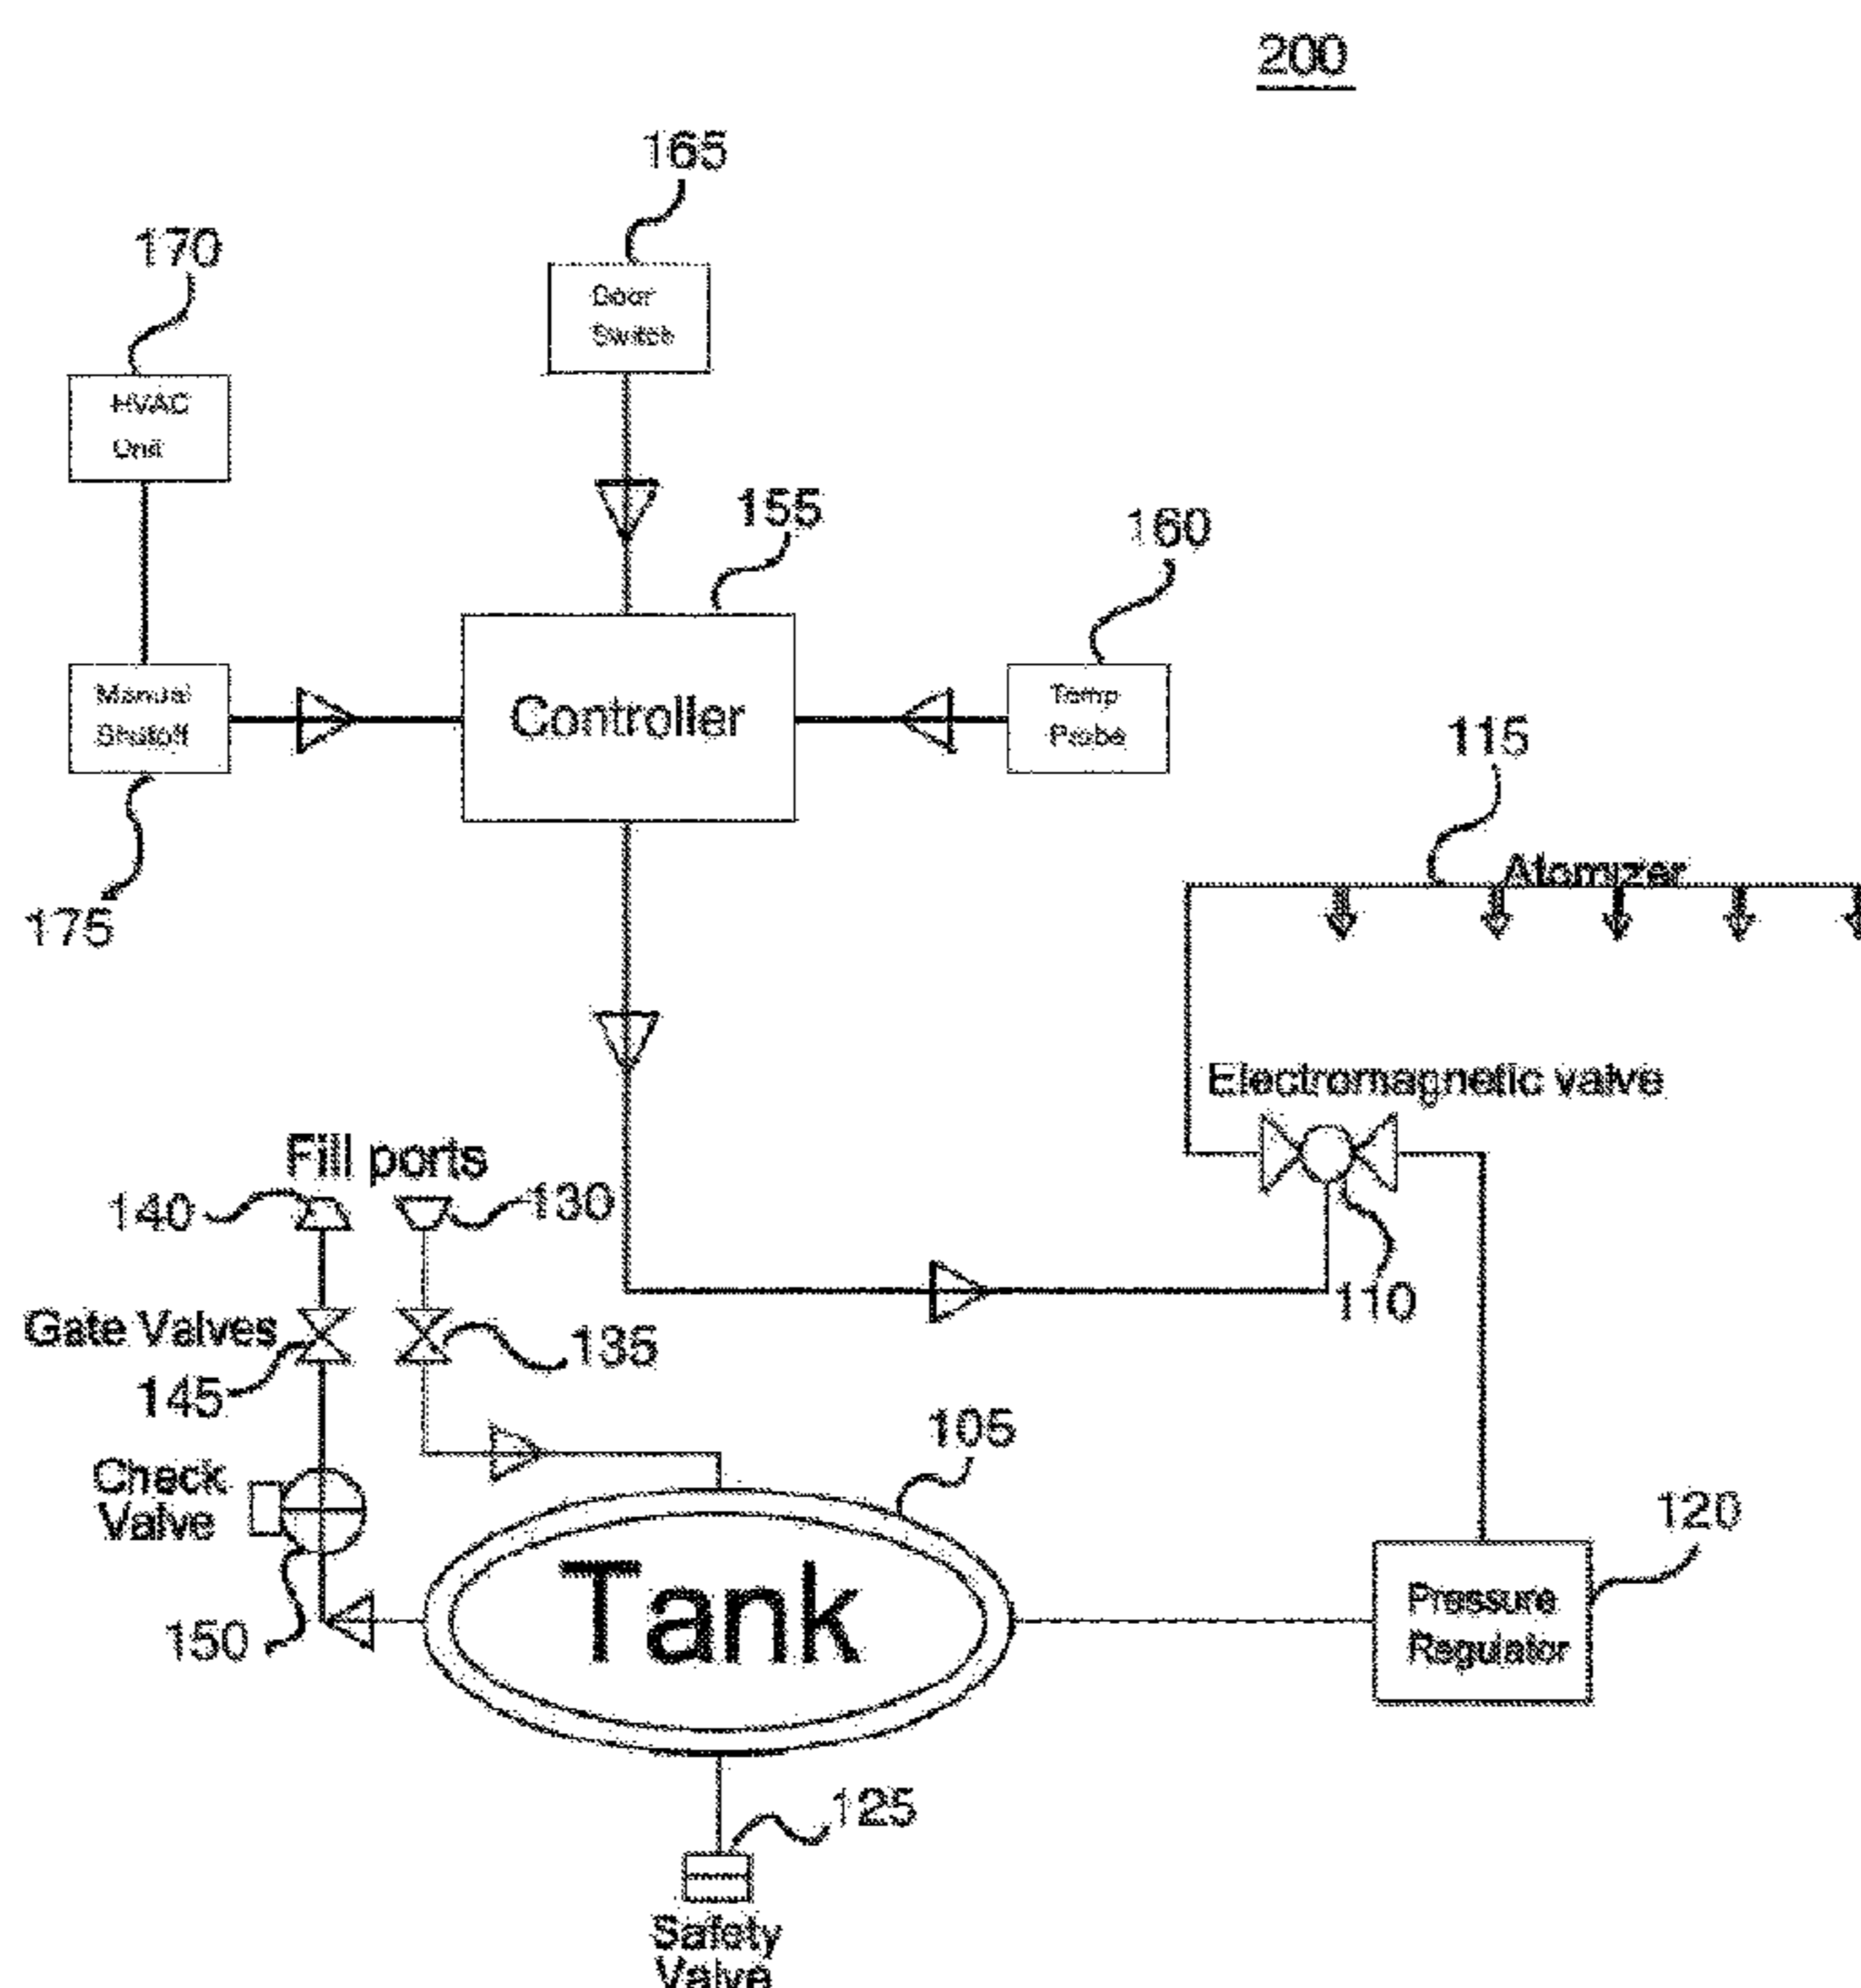 200
165
170
Door
Switch
HVAC
Unit
155
160
Manual
Shutoff
Controller
Temp
Probe
115
175
Atomizer
Electromagnetic valve
Fill ports
140
130
110
Gate Valves
135
145
105
Check
Valve
120
Tank
Pressure
Regulator
150
125
Safety
Valve